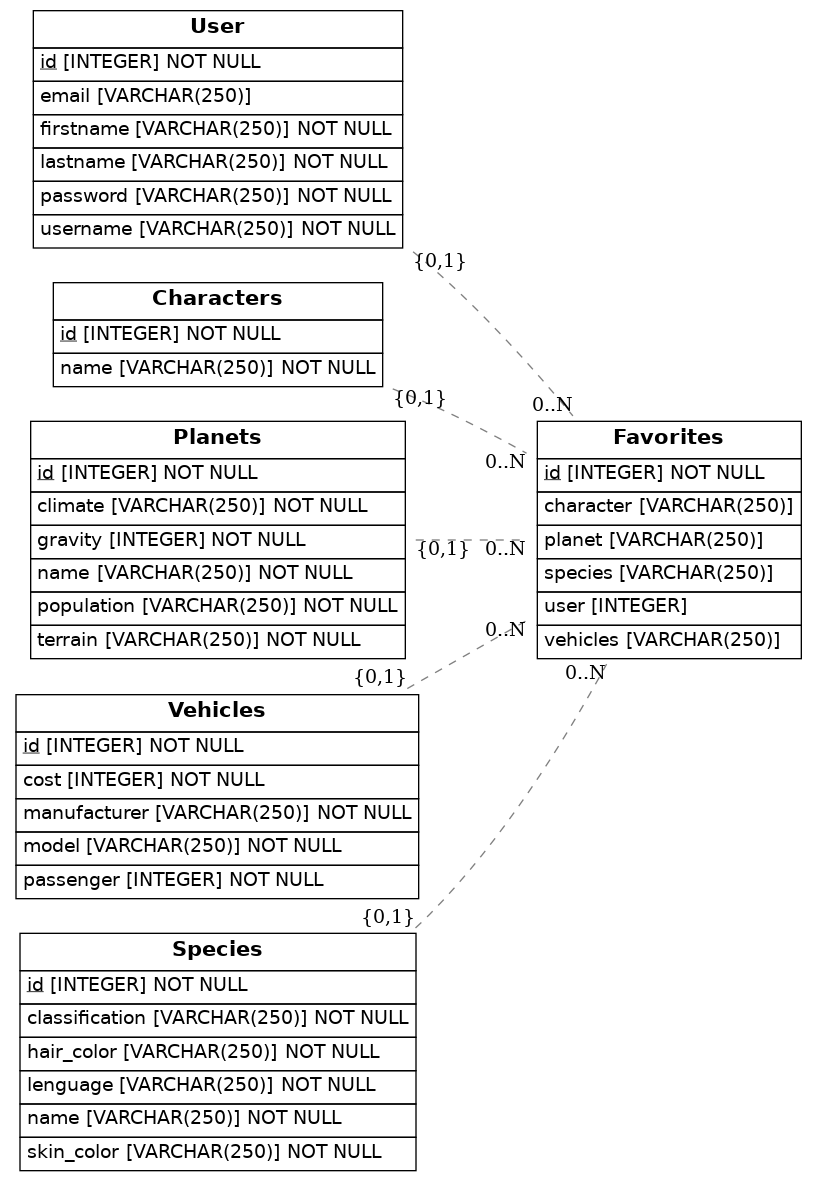 User
id [INTEGER] NOT NULL
email [VARCHAR(250)]
firstname [VARCHAR(250)] NOT NULL
lastname [VARCHAR(250)] NOT NULL
password [VARCHAR(250)] NOT NULL
username [VARCHAR(250)] NOT NULL
{0,1}
Characters
id [INTEGER] NOT NULL
name [VARCHAR(250)] NOT NULL
{0,1}
0..N
Planets
id [INTEGER] NOT NULL
climate [VARCHAR(250)] NOT NULL
gravity [INTEGER] NOT NULL
name [VARCHAR(250)] NOT NULL
population [VARCHAR(250)] NOT NULL
terrain [VARCHAR(250)] NOT NULL
Favorites
id [INTEGER] NOT NULL
character [VARCHAR(250)]
planet [VARCHAR(250)]
species [VARCHAR(250)]
user [INTEGER]
vehicles [VARCHAR(250)]
0..N
{0,1}
0..N
0..N
{0,1}
0..N
Vehicles
id [INTEGER] NOT NULL
cost [INTEGER] NOT NULL
manufacturer [VARCHAR(250)] NOT NULL
model [VARCHAR(250)] NOT NULL
passenger [INTEGER] NOT NULL
{0,1}
Species
id [INTEGER] NOT NULL
classification [VARCHAR(250)] NOT NULL
hair_color [VARCHAR(250)] NOT NULL
lenguage [VARCHAR(250)] NOT NULL
name [VARCHAR(250)] NOT NULL
skin_color [VARCHAR(250)] NOT NULL